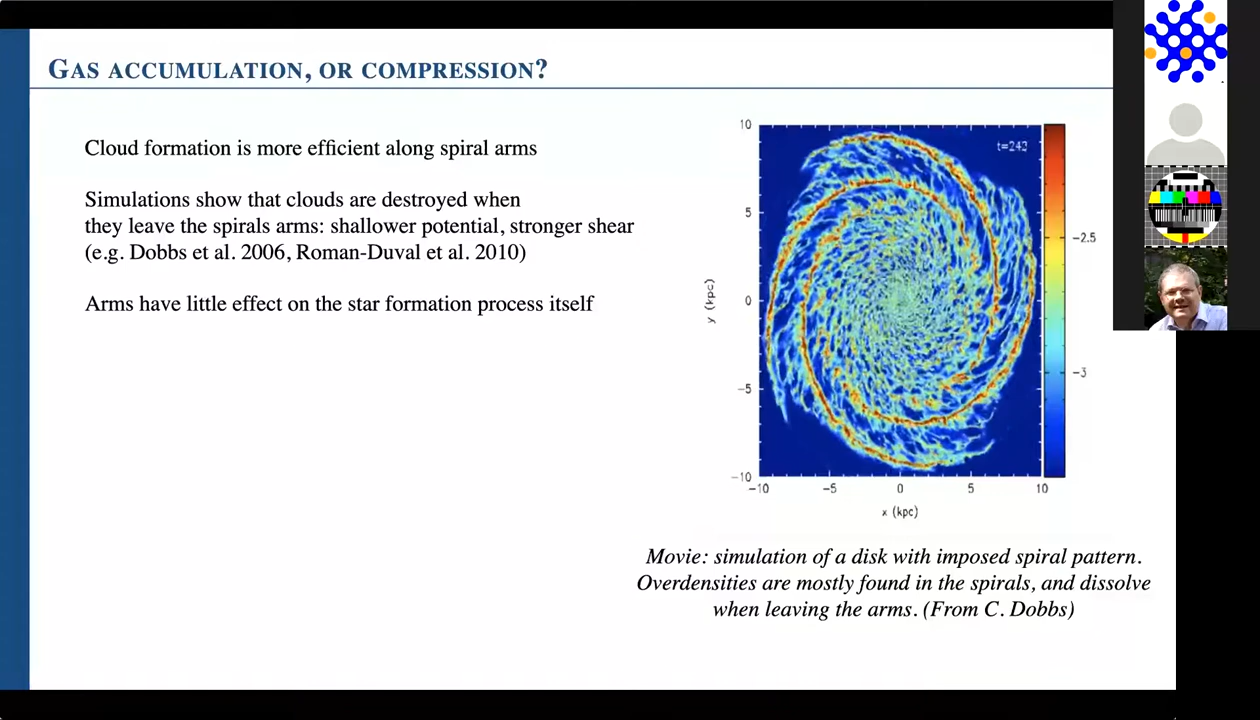 GAS ACCUMULATION, OR COMPRESSION?
Cloud formation is more efficient along spiral arms
Simulations show that clouds are destroyed when
they leave the spirals arms: shallower potential, stronger shear
(e.g. Dobbs et al. 2006, Roman-Duval et al. 2010)
Arms have little effect on the star formation process itself
t=242
10
5
0
−5
−10
y (kpc)
−10 −5 0 5 10
x (kpc)
−2.5
−3
Movie: simulation of a disk with imposed spiral pattern.
Overdensities are mostly found in the spirals, and dissolve
when leaving the arms. (From C. Dobbs)